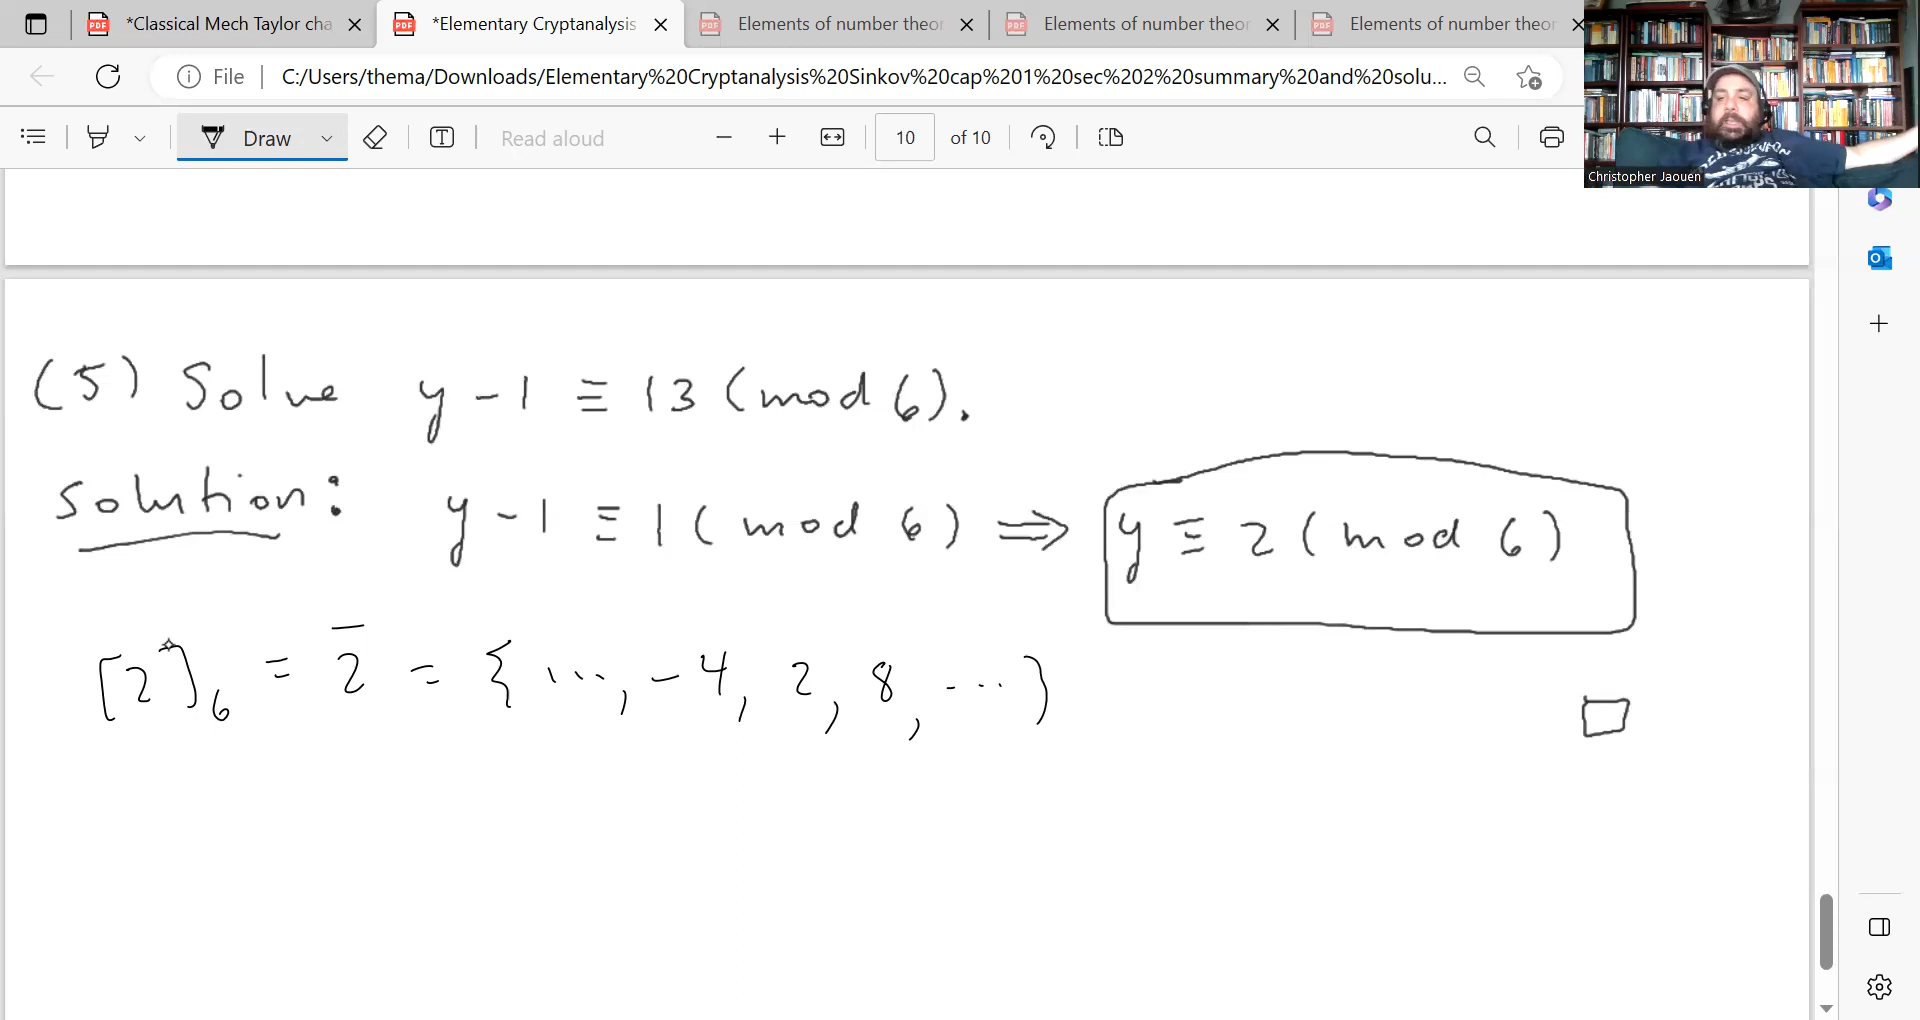 *Classical Mech Taylor cha
*Elementary Cryptanalysis
Elements of number theor
Elements of number theor
Elements of number theor
File
C:/Users/thema/Downloads/Elementary%20Cryptanalysis%20Sinkov%20cap%201%20sec%202%20summary%20and%20solu...
Draw
Read aloud
10 of 10
Christopher Jaouen
(5) Solve y - 1 ≡ 13 (mod 6).
Solution: y - 1 ≡ 1 (mod 6) ⇒ y ≡ 2 (mod 6)
[2]₆ = 2̅ = {..., -4, 2, 8, ...}